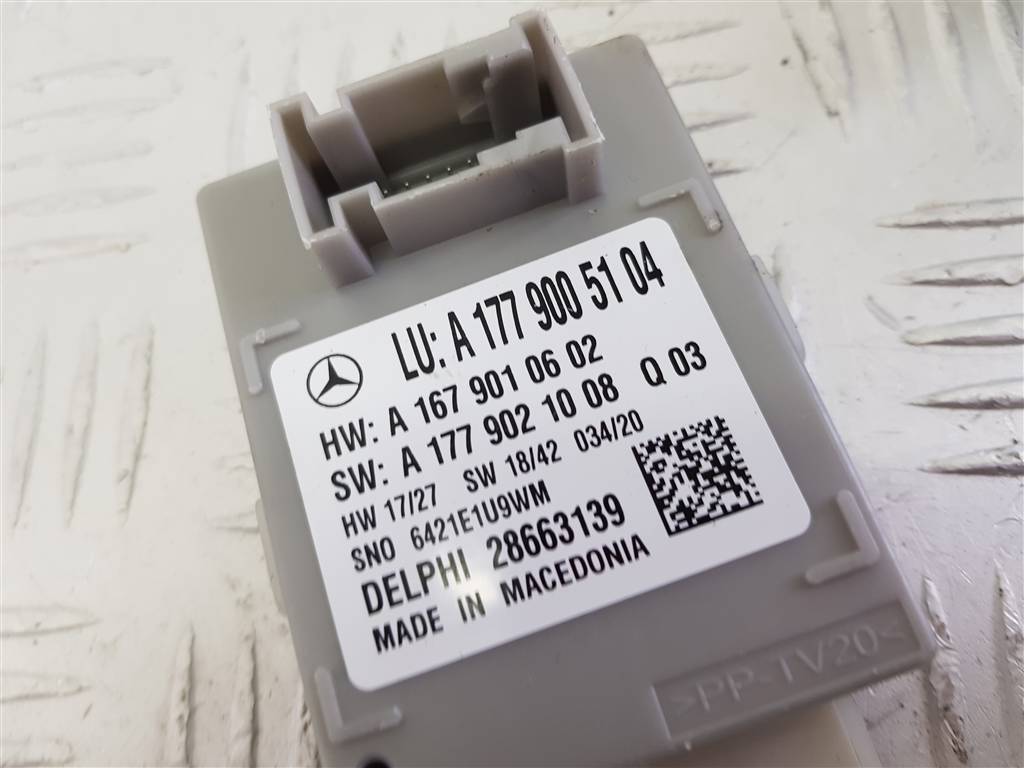 LU: A 177 900 51 04
HW: A 167 901 06 02
SW: A 177 902 10 08 Q 03
HW 17/27 SW 18/42 034/20
SNO 6421E1U9WM
DELPHI 28663139
MADE IN MACEDONIA
>PP-TV20<